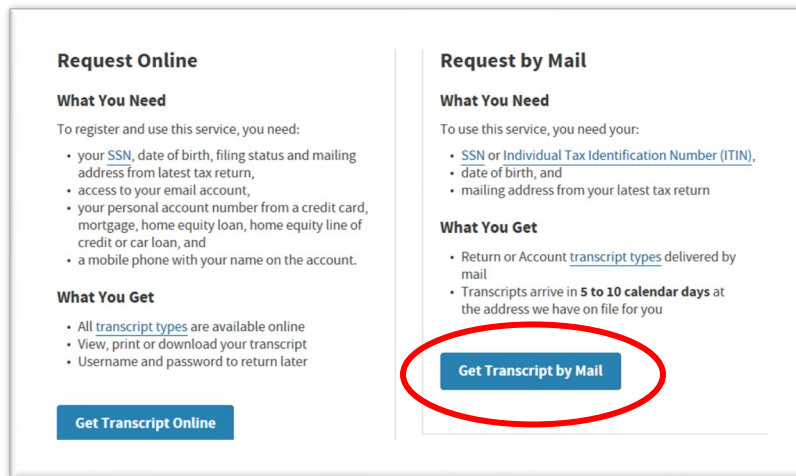 Request Online
What You Need
To register and use this service, you need:
• your SSN, date of birth, filing status and mailing
address from latest tax return,
• access to your email account,
• your personal account number from a credit card,
mortgage, home equity loan, home equity line of
credit or car loan, and
• a mobile phone with your name on the account.
What You Get
• All transcript types are available online
• View, print or download your transcript
• Username and password to return later
Get Transcript Online
Request by Mail
What You Need
To use this service, you need your:
• SSN or Individual Tax Identification Number (ITIN),
• date of birth, and
• mailing address from your latest tax return
What You Get
• Return or Account transcript types delivered by
mail
• Transcripts arrive in 5 to 10 calendar days at
the address we have on file for you
Get Transcript by Mail